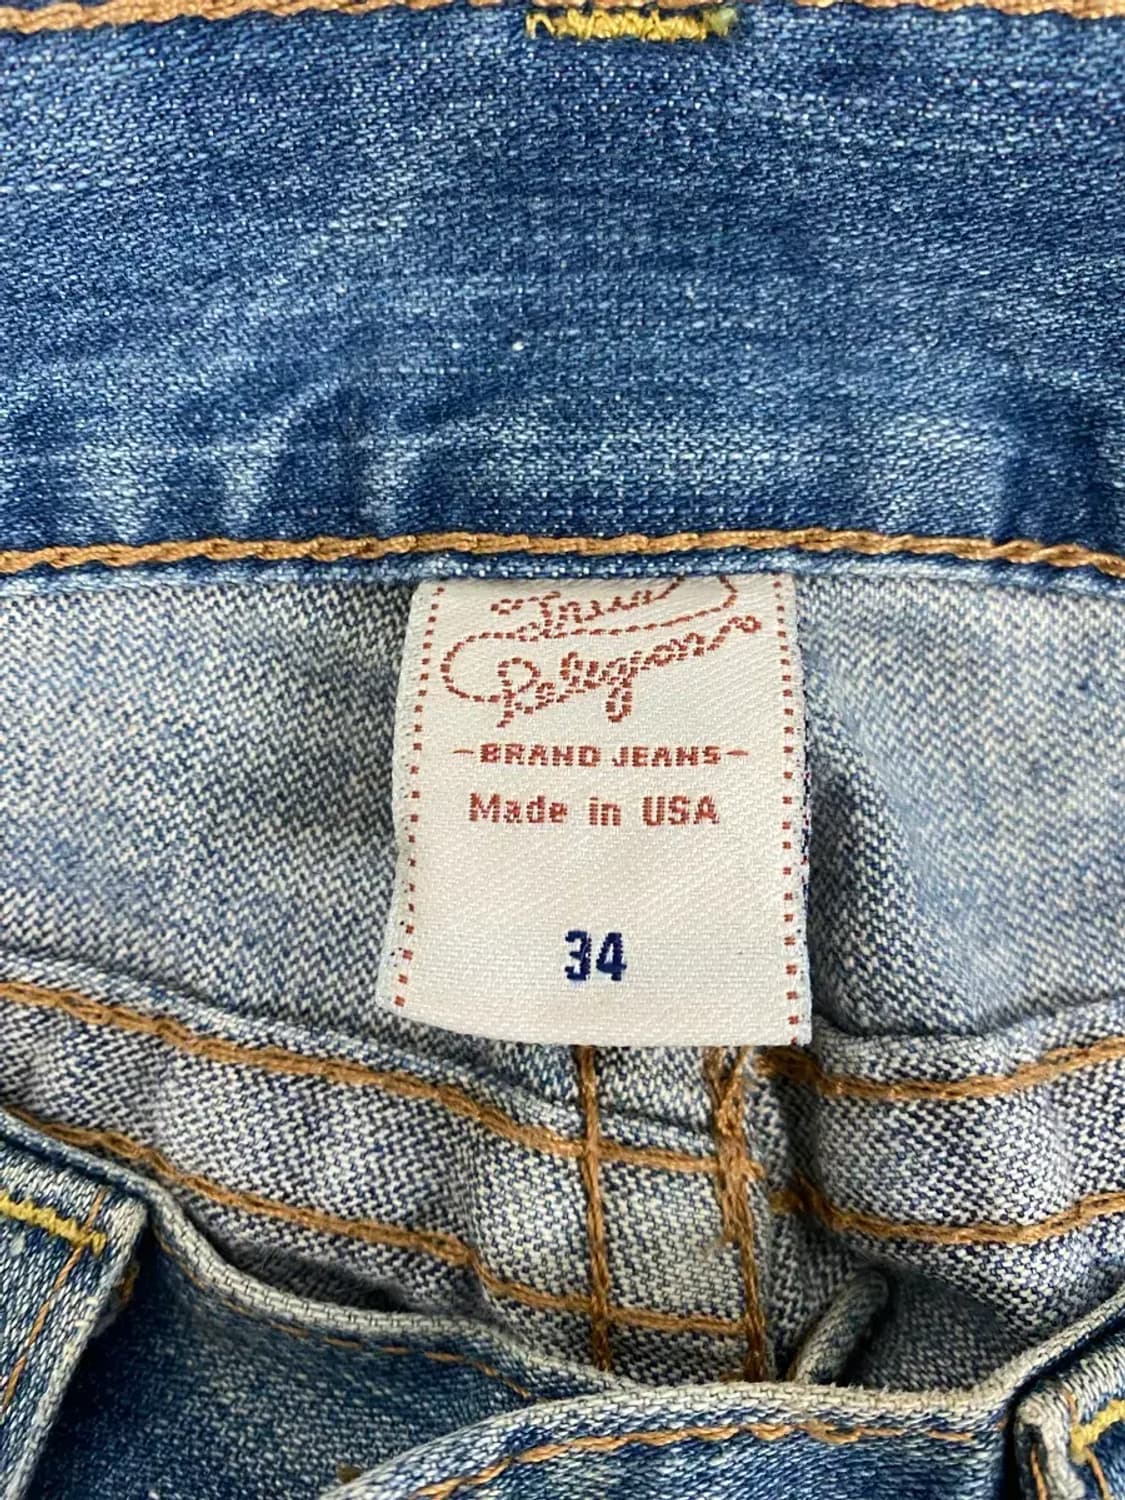 True
Religion
BRAND JEANS
Made in USA
34